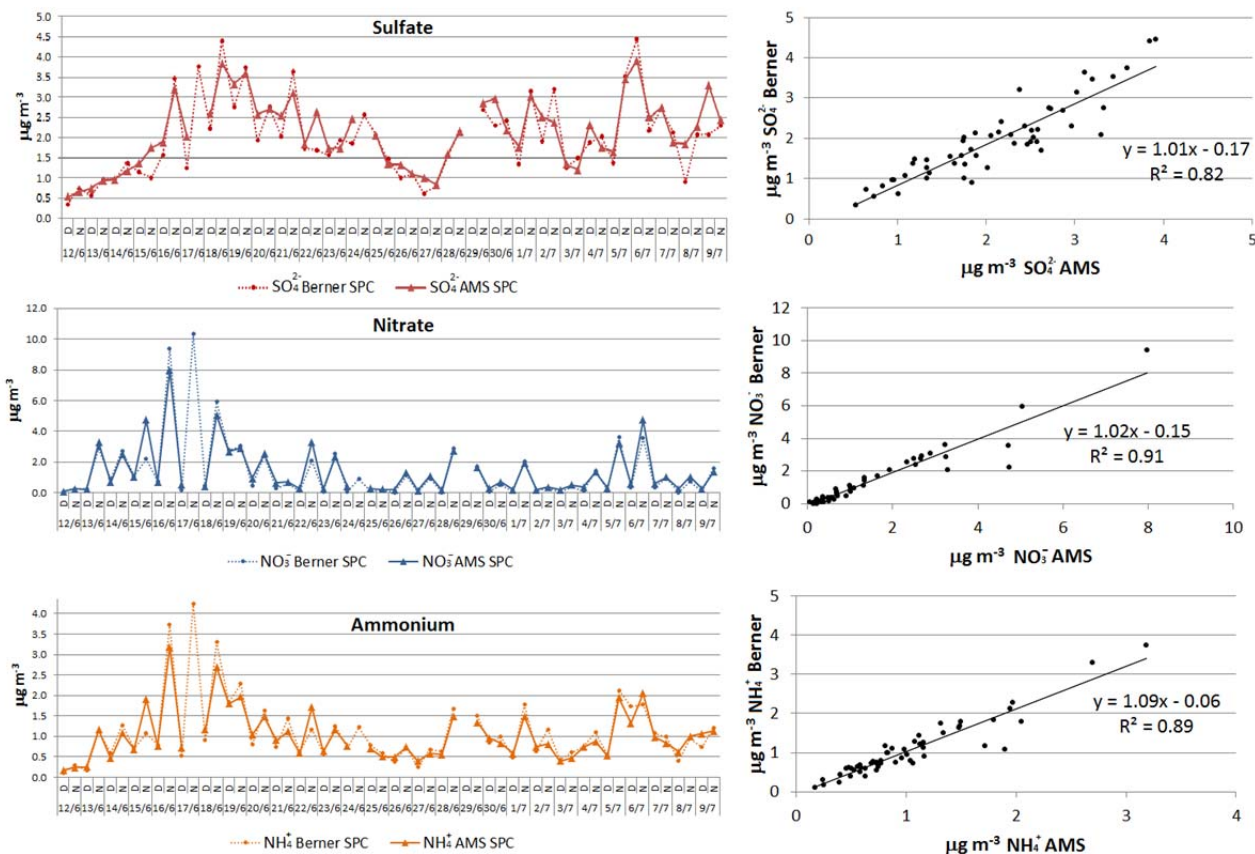 Sulfate
μg m⁻³
5.0
4.5
4.0
3.5
3.0
2.5
2.0
1.5
1.0
0.5
0.0
D N D N D N D N D N D N D N D N D N D N D N D N D N D N D N D N D N D N D N D N D N D N D N D N D N D N D N D N
12/6 13/6 14/6 15/6 16/6 17/6 18/6 19/6 20/6 21/6 22/6 23/6 24/6 25/6 26/6 27/6 28/6 29/6 30/6 1/7 2/7 3/7 4/7 5/7 6/7 7/7 8/7 9/7
SO₄²⁻ Berner SPC SO₄²⁻ AMS SPC
μg m⁻³ SO₄²⁻ Berner
5
4
3
2
1
0
y = 1.01x - 0.17
R² = 0.82
0 1 2 3 4 5
μg m⁻³ SO₄²⁻ AMS
Nitrate
μg m⁻³
12.0
10.0
8.0
6.0
4.0
2.0
0.0
D N D N D N D N D N D N D N D N D N D N D N D N D N D N D N D N D N D N D N D N D N D N D N D N D N D N D N D N
12/6 13/6 14/6 15/6 16/6 17/6 18/6 19/6 20/6 21/6 22/6 23/6 24/6 25/6 26/6 27/6 28/6 29/6 30/6 1/7 2/7 3/7 4/7 5/7 6/7 7/7 8/7 9/7
NO₃⁻ Berner SPC NO₃⁻ AMS SPC
μg m⁻³ NO₃⁻ Berner
12
10
8
6
4
2
0
y = 1.02x - 0.15
R² = 0.91
0 2 4 6 8 10
μg m⁻³ NO₃⁻ AMS
Ammonium
μg m⁻³
4.0
3.5
3.0
2.5
2.0
1.5
1.0
0.5
0.0
D N D N D N D N D N D N D N D N D N D N D N D N D N D N D N D N D N D N D N D N D N D N D N D N D N D N D N D N
12/6 13/6 14/6 15/6 16/6 17/6 18/6 19/6 20/6 21/6 22/6 23/6 24/6 25/6 26/6 27/6 28/6 29/6 30/6 1/7 2/7 3/7 4/7 5/7 6/7 7/7 8/7 9/7
NH₄⁺ Berner SPC NH₄⁺ AMS SPC
μg m⁻³ NH₄⁺ Berner
5
4
3
2
1
0
y = 1.09x - 0.06
R² = 0.89
0 1 2 3 4
μg m⁻³ NH₄⁺ AMS